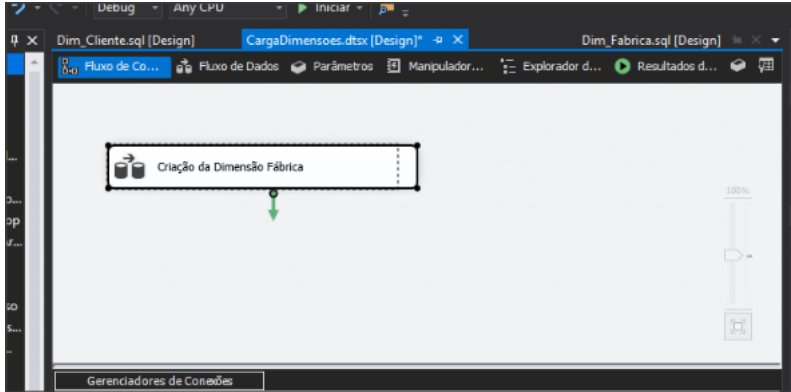 Debug Any CPU Iniciar
Dim_Cliente.sql [Design] CargaDimensoes.dtsx [Design]* Dim_Fabrica.sql [Design]
Fluxo de Co... Fluxo de Dados Parâmetros Manipulador... Explorador d... Resultados d...
Criação da Dimensão Fábrica
100%
Gerenciadores de Conexões